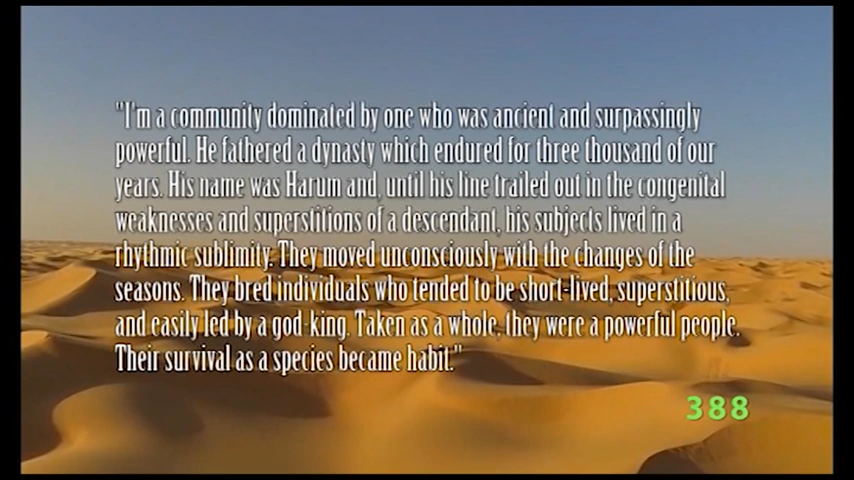 "I'm a community dominated by one who was ancient and surpassingly
powerful. He fathered a dynasty which endured for three thousand of our
years. His name was Harum and, until his line trailed out in the congenital
weaknesses and superstitions of a descendant, his subjects lived in a
rhythmic sublimity. They moved unconsciously with the changes of the
seasons. They bred individuals who tended to be short-lived, superstitious,
and easily led by a god-king. Taken as a whole, they were a powerful people.
Their survival as a species became habit."
388